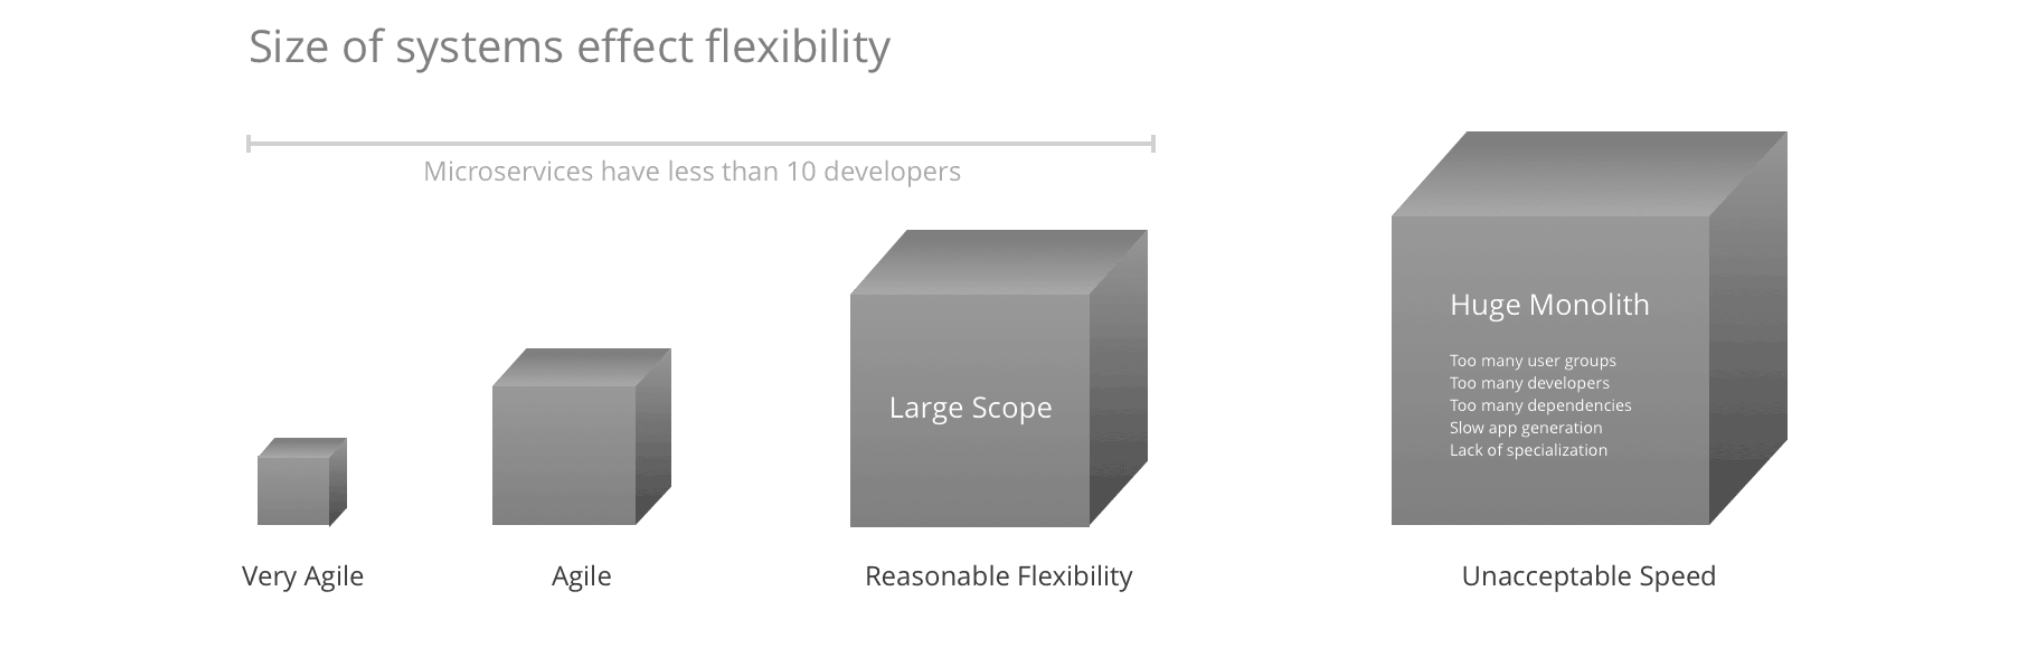 Size of systems effect flexibility
Microservices have less than 10 developers
Large Scope
Huge Monolith
Too many user groups
Too many developers
Too many dependencies
Slow app generation
Lack of specialization
Very Agile
Agile
Reasonable Flexibility
Unacceptable Speed